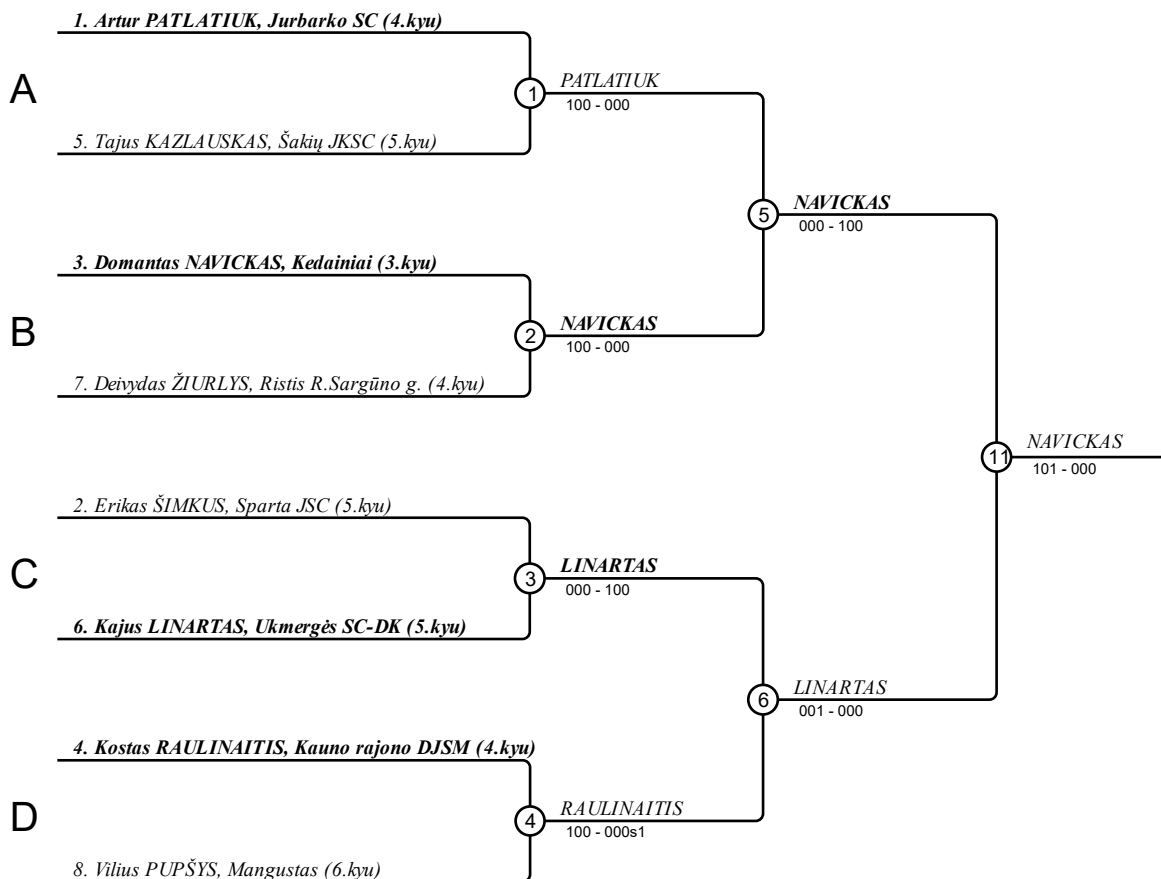 1. Artur PATLATIUK, Jurbarko SC (4.kyu)
A
1
PATLATIUK
100 - 000
5. Tajus KAZLAUSKAS, Šakių JKSC (5.kyu)
5
NAVICKAS
000 - 100
3. Domantas NAVICKAS, Kedainiai (3.kyu)
B
2
NAVICKAS
100 - 000
7. Deivydas ŽIURLYS, Ristis R.Sargūno g. (4.kyu)
11
NAVICKAS
101 - 000
2. Erikas ŠIMKUS, Sparta JSC (5.kyu)
C
3
LINARTAS
000 - 100
6. Kajus LINARTAS, Ukmergės SC-DK (5.kyu)
6
LINARTAS
001 - 000
4. Kostas RAULINAITIS, Kauno rajono DJSM (4.kyu)
D
4
RAULINAITIS
100 - 000s1
8. Vilius PUPŠYS, Mangustas (6.kyu)